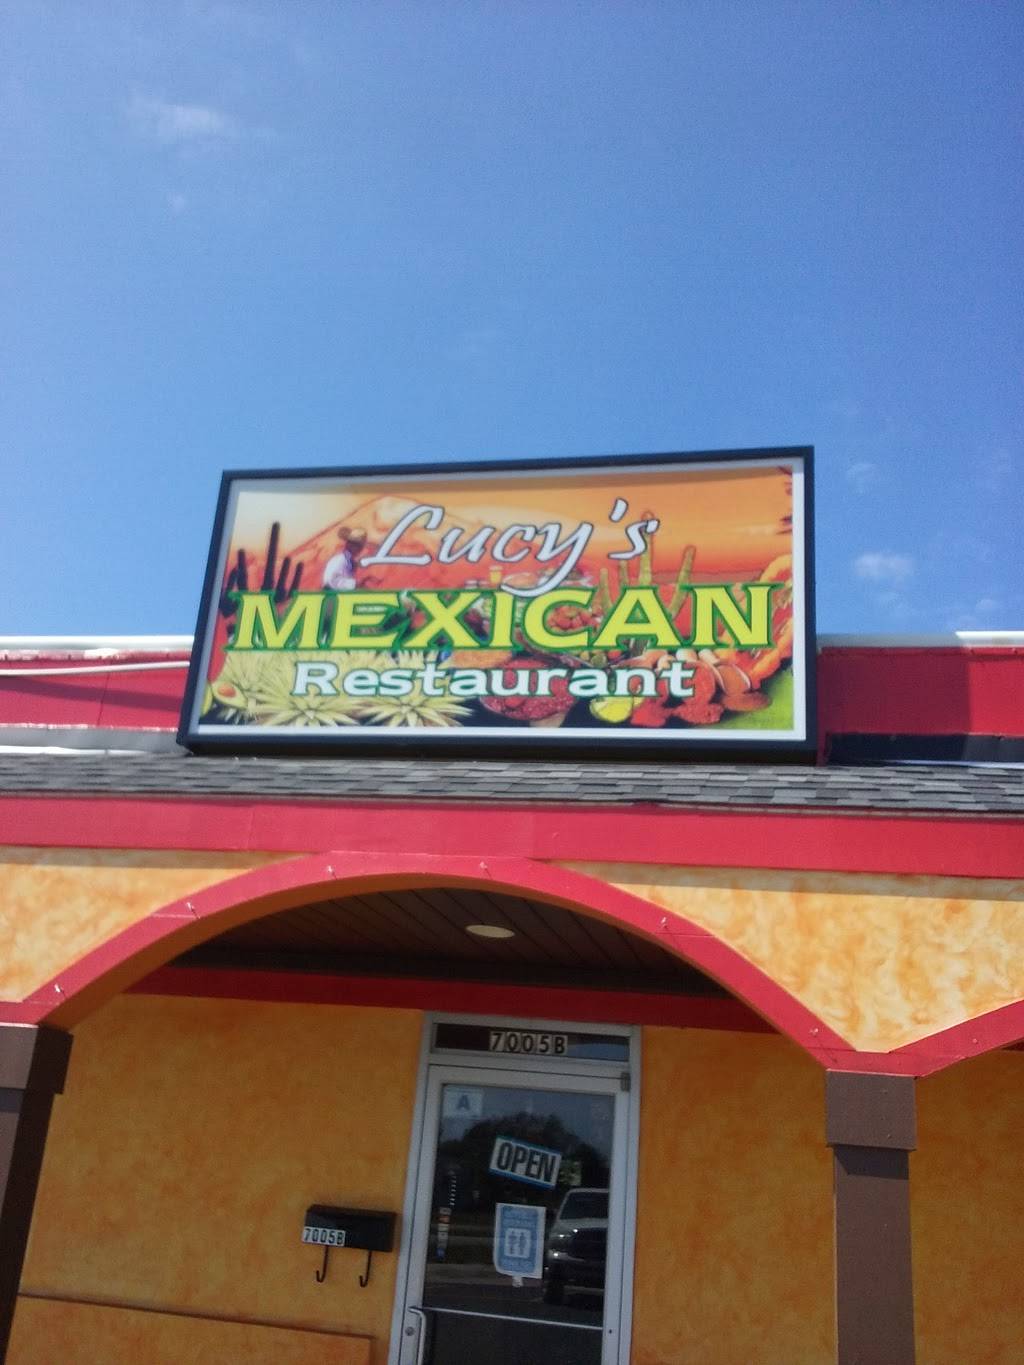 Lucy's
MEXICAN
Restaurant
7005B
A
OPEN
7005B